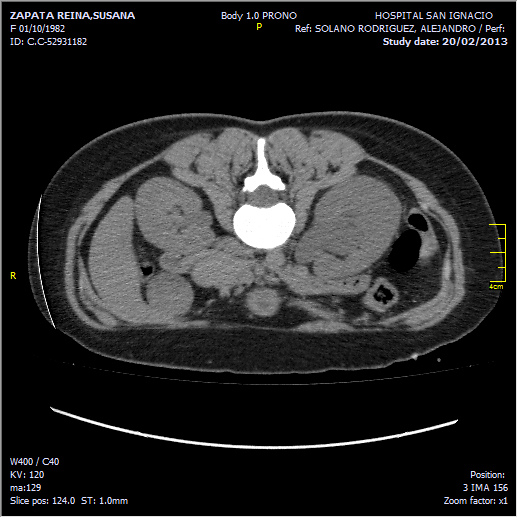 ZAPATA REINA,SUSANA
F 01/10/1982
ID: C.C-52931182
Body 1.0 PRONO
P
HOSPITAL SAN IGNACIO
Ref: SOLANO RODRIGUEZ, ALEJANDRO / Perf:
Study date: 20/02/2013
R
4cm
W400 / C40
KV: 120
ma:129
Slice pos: 124.0 ST: 1.0mm
Position:
3 IMA 156
Zoom factor: x1